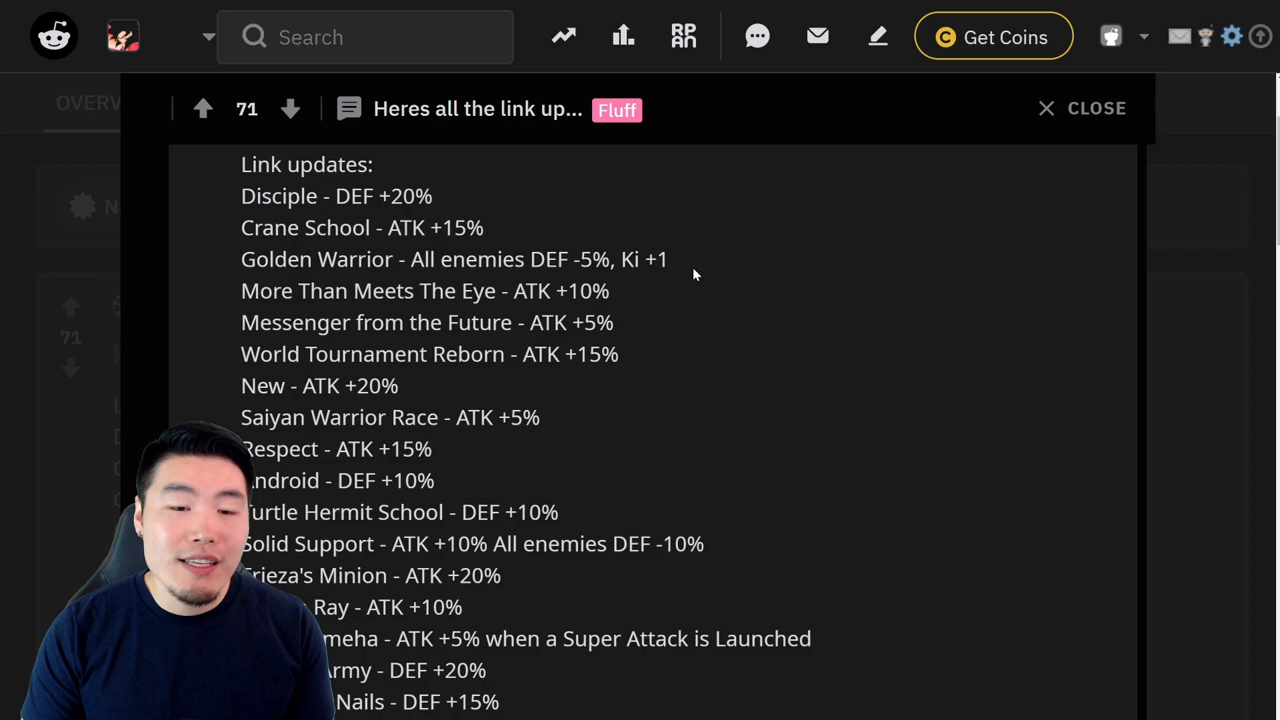 Search
RP
AN
C Get Coins
OVERV
71 Heres all the link up... Fluff
CLOSE
N
71
Link updates:
Disciple - DEF +20%
Crane School - ATK +15%
Golden Warrior - All enemies DEF -5%, Ki +1
More Than Meets The Eye - ATK +10%
Messenger from the Future - ATK +5%
World Tournament Reborn - ATK +15%
New - ATK +20%
Saiyan Warrior Race - ATK +5%
Respect - ATK +15%
ndroid - DEF +10%
urtle Hermit School - DEF +10%
Solid Support - ATK +10% All enemies DEF -10%
rieza's Minion - ATK +20%
Ray - ATK +10%
meha - ATK +5% when a Super Attack is Launched
Army - DEF +20%
Nails - DEF +15%